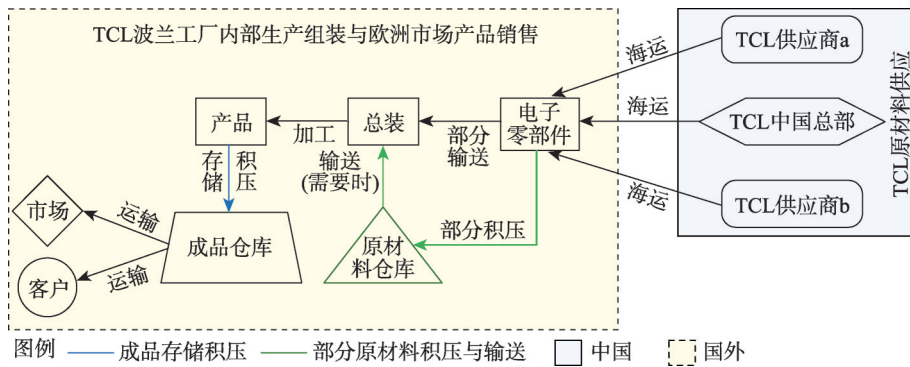 TCL波兰工厂内部生产组装与欧洲市场产品销售
TCL供应商a
海运
TCL原材料供应
产品
加工
总装
部分
输送
电子
零部件
海运
TCL中国总部
存储
积压
输送
(需要时)
海运
TCL供应商b
市场
运输
成品仓库
原材
料仓库
部分积压
客户
运输
图例
成品存储积压
部分原材料积压与输送
中国
国外